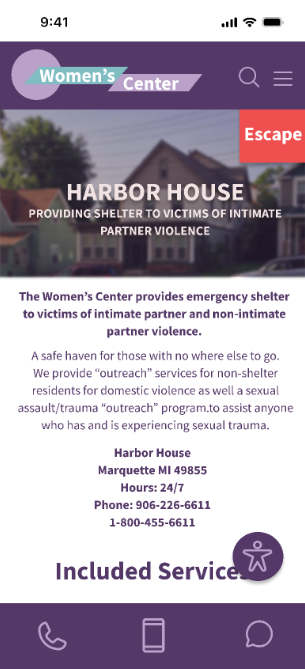 9:41
Women's
Center
Escape
HARBOR HOUSE
PROVIDING SHELTER TO VICTIMS OF INTIMATE
PARTNER VIOLENCE
The Women's Center provides emergency shelter
to victims of intimate partner and non-intimate
partner violence.
A safe haven for those with no where else to go.
We provide “outreach” services for non-shelter
residents for domestic violence as well a sexual
assault/trauma “outreach” program.to assist anyone
who has and is experiencing sexual trauma.
Harbor House
Marquette MI 49855
Hours: 24/7
Phone: 906-226-6611
1-800-455-6611
Included Services